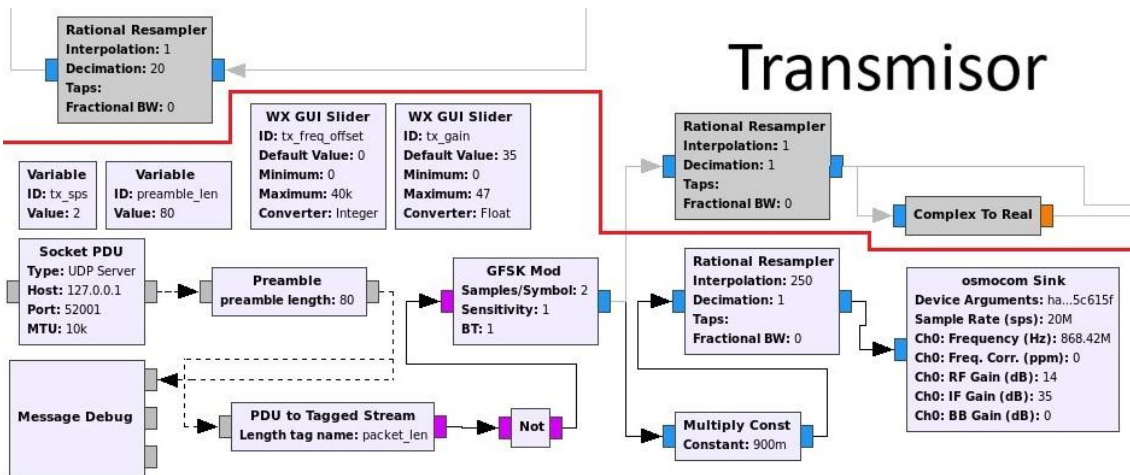 Rational Resampler
Interpolation: 1
Decimation: 20
Taps:
Fractional BW: 0
Transmisor
WX GUI Slider
ID: tx_freq_offset
Default Value: 0
Minimum: 0
Maximum: 40k
Converter: Integer
WX GUI Slider
ID: tx_gain
Default Value: 35
Minimum: 0
Maximum: 47
Converter: Float
Rational Resampler
Interpolation: 1
Decimation: 1
Taps:
Fractional BW: 0
Variable
ID: tx_sps
Value: 2
Variable
ID: preamble_len
Value: 80
Complex To Real
Socket PDU
Type: UDP Server
Host: 127.0.0.1
Port: 52001
MTU: 10k
Preamble
preamble length: 80
GFSK Mod
Samples/Symbol: 2
Sensitivity: 1
BT: 1
Rational Resampler
Interpolation: 250
Decimation: 1
Taps:
Fractional BW: 0
osmocom Sink
Device Arguments: ha...5c615f
Sample Rate (sps): 20M
Ch0: Frequency (Hz): 868.42M
Ch0: Freq. Corr. (ppm): 0
Ch0: RF Gain (dB): 14
Ch0: IF Gain (dB): 35
Ch0: BB Gain (dB): 0
Message Debug
PDU to Tagged Stream
Length tag name: packet_len
Not
Multiply Const
Constant: 900m